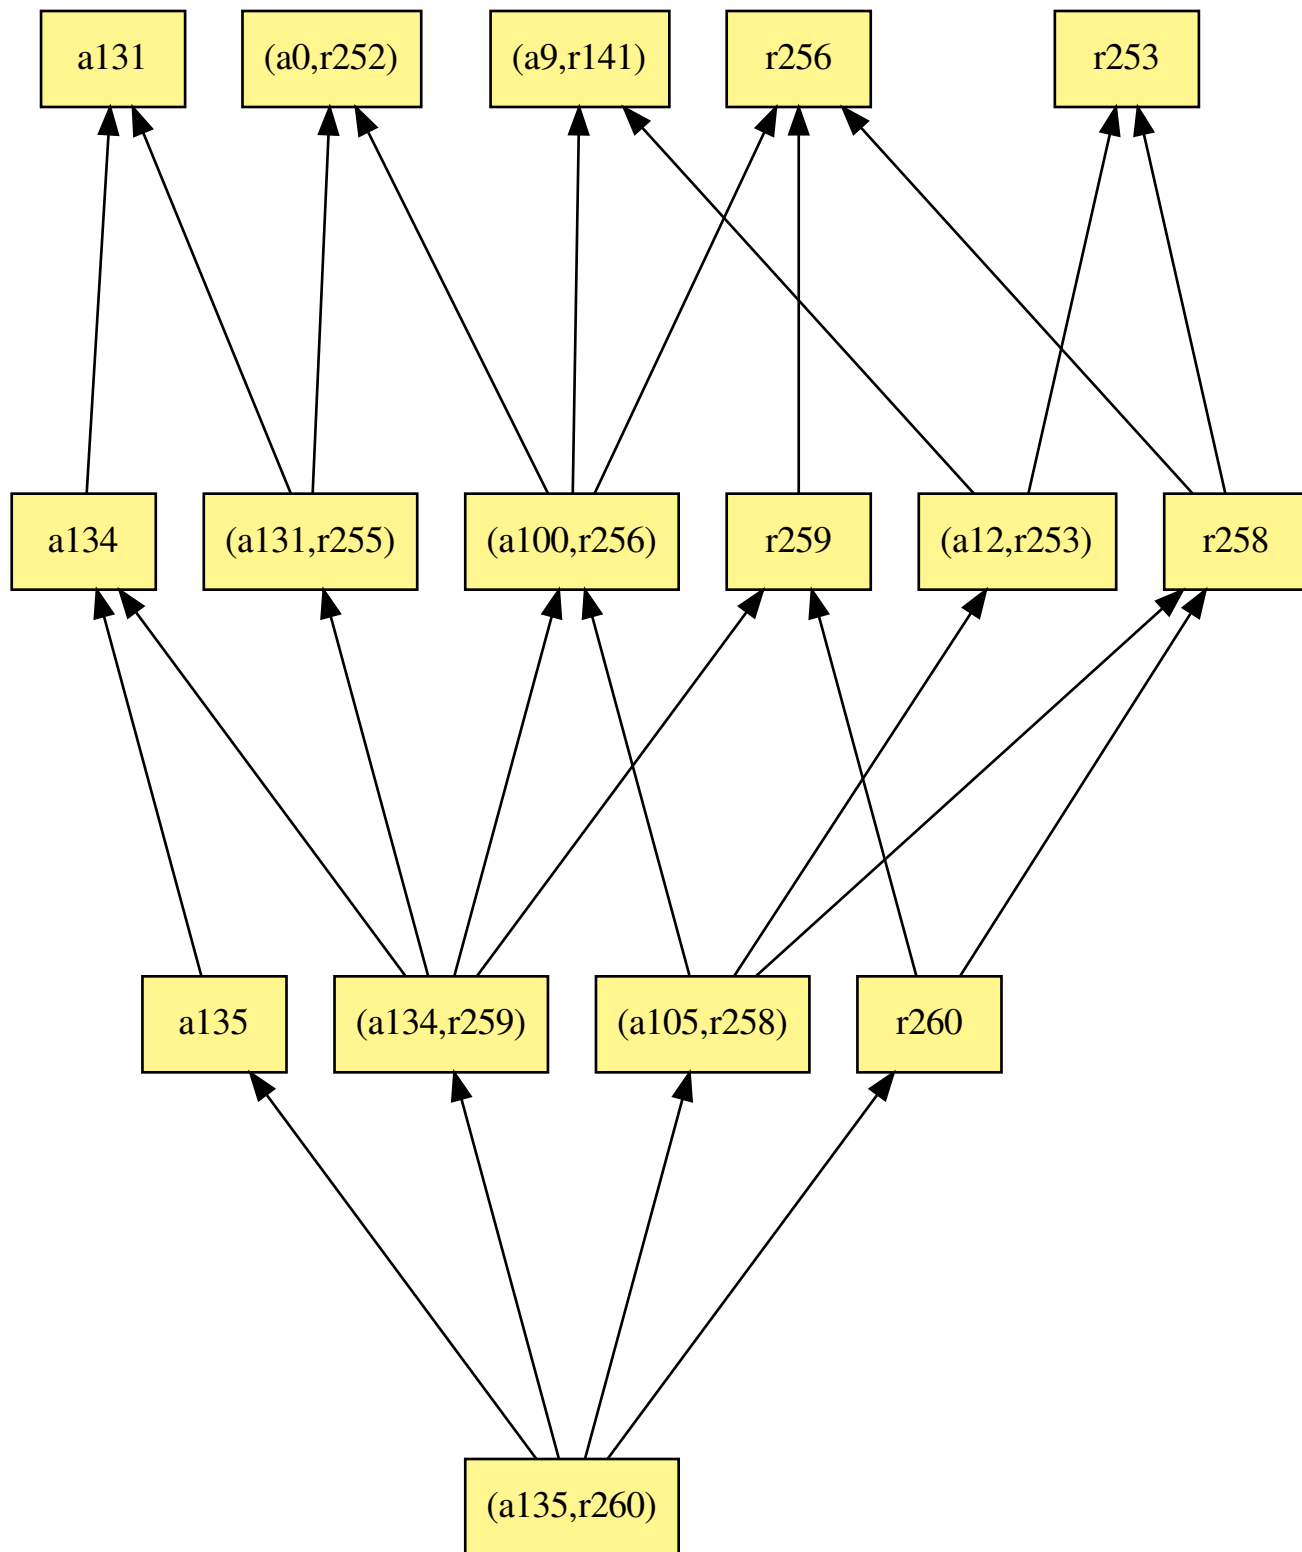 a131
(a0,r252)
(a9,r141)
r256
r253
a134
(a131,r255)
(a100,r256)
r259
(a12,r253)
r258
a135
(a134,r259)
(a105,r258)
r260
(a135,r260)